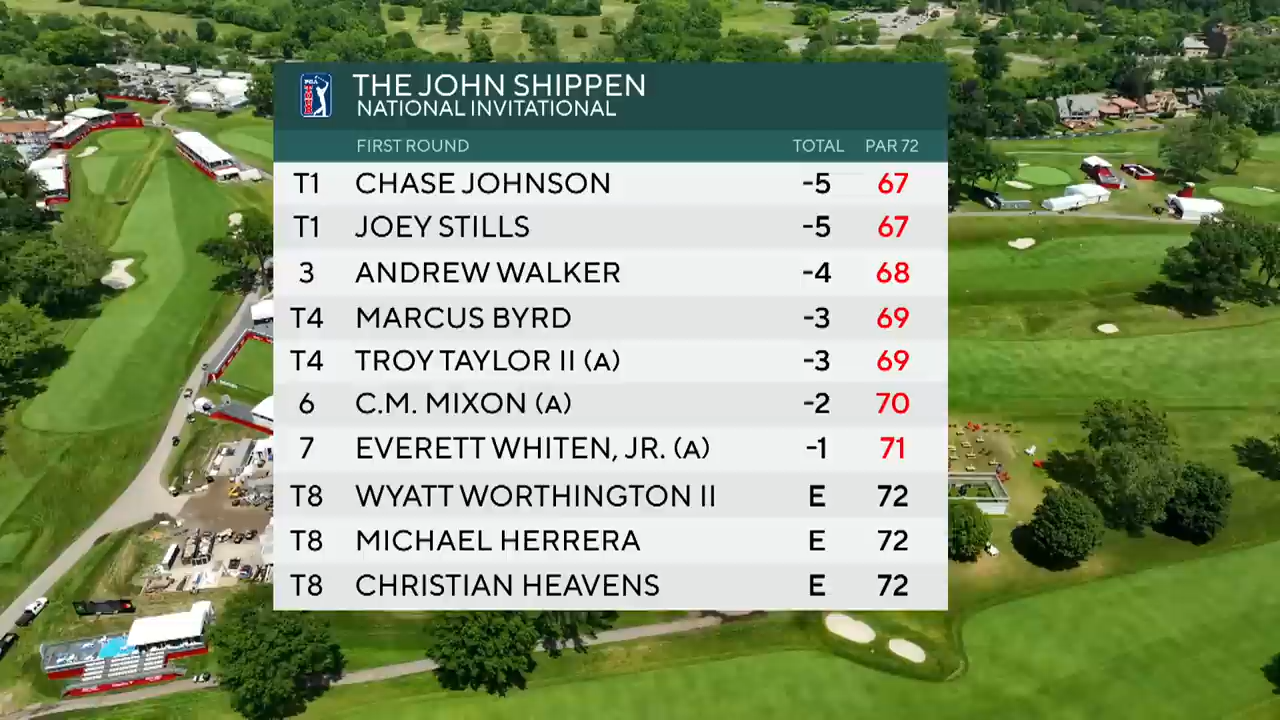 PGA
TOUR
THE JOHN SHIPPEN
NATIONAL INVITATIONAL
FIRST ROUND TOTAL PAR 72
T1 CHASE JOHNSON -5 67
T1 JOEY STILLS -5 67
3 ANDREW WALKER -4 68
T4 MARCUS BYRD -3 69
T4 TROY TAYLOR II (A) -3 69
6 C.M. MIXON (A) -2 70
7 EVERETT WHITEN, JR. (A) -1 71
T8 WYATT WORTHINGTON II E 72
T8 MICHAEL HERRERA E 72
T8 CHRISTIAN HEAVENS E 72